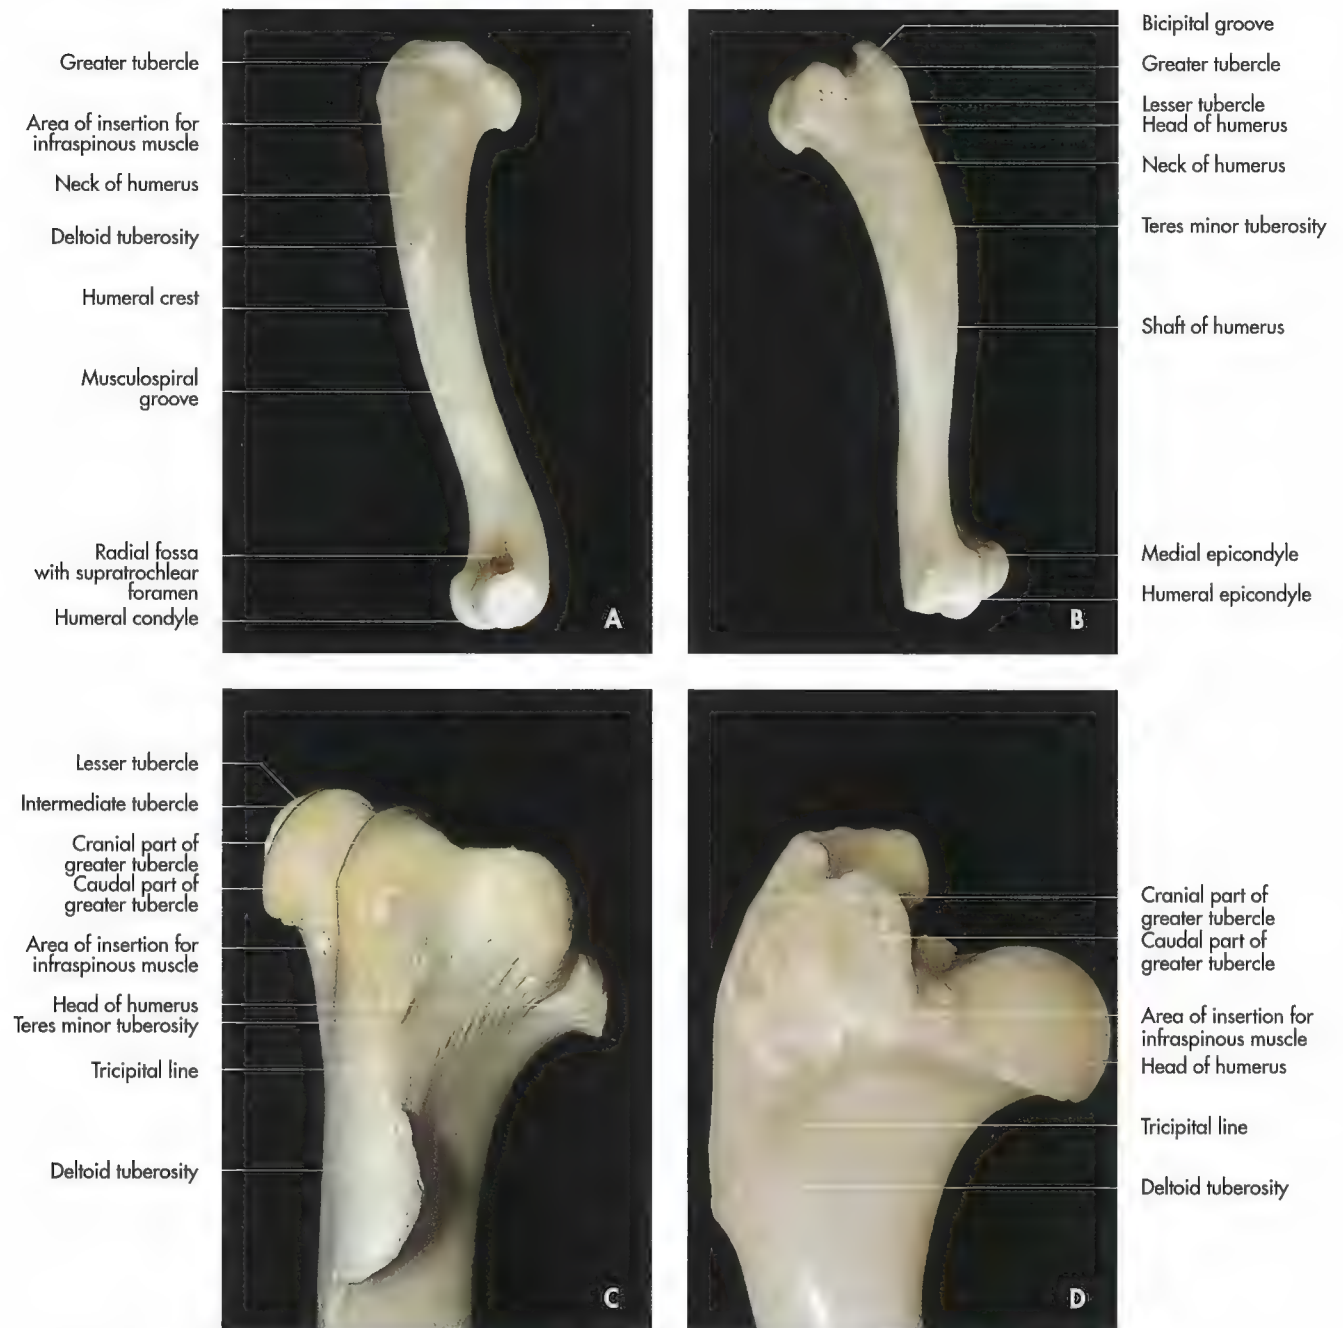 Greater tubercle
Area of insertion for
infraspinous muscle
Neck of humerus
Deltoid tuberosity
Humeral crest
Musculospiral
groove
Radial fossa
with supratrochlear
foramen
Humeral condyle
A
Bicipital groove
Greater tubercle
Lesser tubercle
Head of humerus
Neck of humerus
Teres minor tuberosity
Shaft of humerus
Medial epicondyle
Humeral epicondyle
B
Lesser tubercle
Intermediate tubercle
Cranial part of
greater tubercle
Caudal part of
greater tubercle
Area of insertion for
infraspinous muscle
Head of humerus
Teres minor tuberosity
Tricipital line
Deltoid tuberosity
C
Cranial part of
greater tubercle
Caudal part of
greater tubercle
Area of insertion for
infraspinous muscle
Head of humerus
Tricipital line
Deltoid tuberosity
D